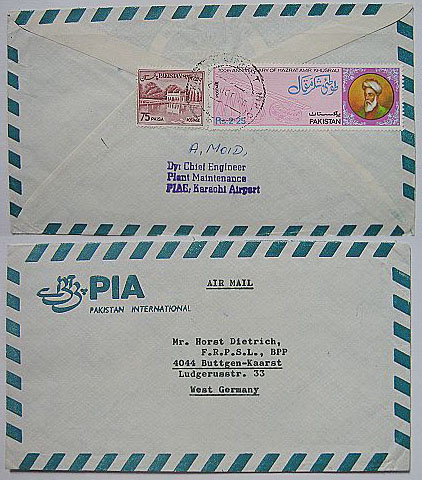 PAKISTAN
75 PAISA
POSTAGE
700th ANNIVERSARY OF HAZRAT AMIR KHUSRAU
Rs. 2.25
PAKISTAN
پاکستان
A. MOID,
Dy: Chief Engineer
Plant Maintenance
PIAC, Karachi Airport
PIA
PAKISTAN INTERNATIONAL
AIR MAIL
Mr. Horst Dietrich,
F.R.P.S.L., BPP
4044 Buttgen-Kaarst
Ludgerusstr. 33
West Germany